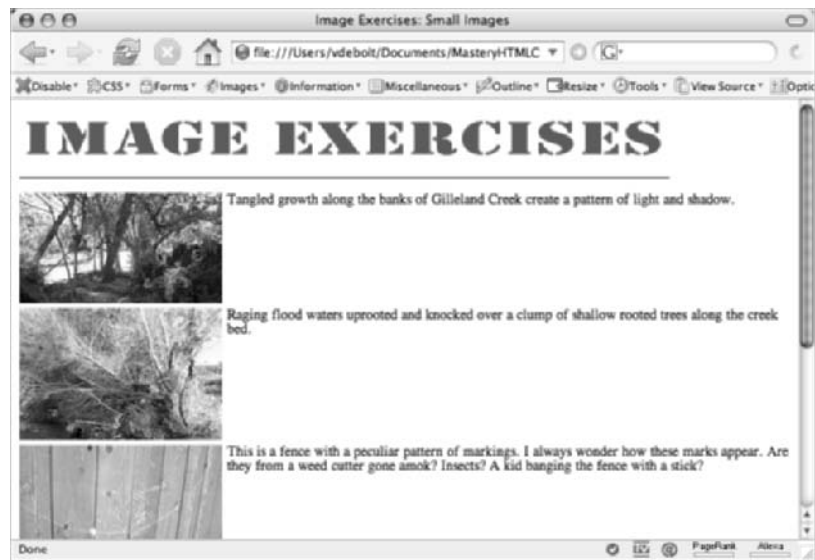 Image Exercises: Small Images
file:///Users/vdebolt/Documents/MasteryHTMLC
G
Disable CSS Forms Images Information Miscellaneous Outline Resize Tools View Source Optic
IMAGE EXERCISES
Tangled growth along the banks of Gilleland Creek create a pattern of light and shadow.
Raging flood waters uprooted and knocked over a clump of shallow rooted trees along the creek
bed.
This is a fence with a peculiar pattern of markings. I always wonder how these marks appear. Are
they from a weed cutter gone amok? Insects? A kid banging the fence with a stick?
Done PageRank Alexa